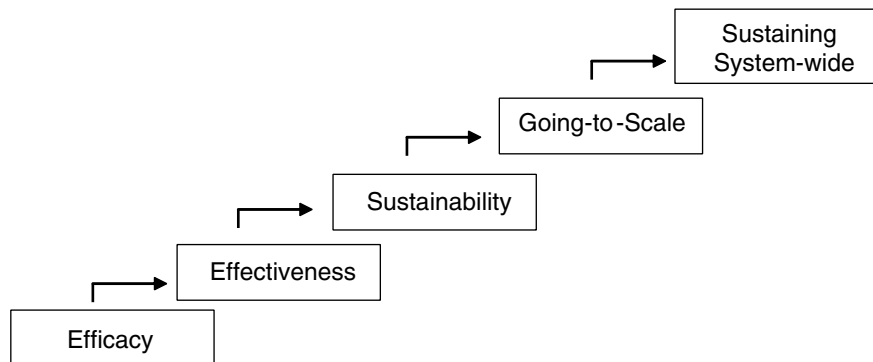 Sustaining
System-wide
Going-to-Scale
Sustainability
Effectiveness
Efficacy